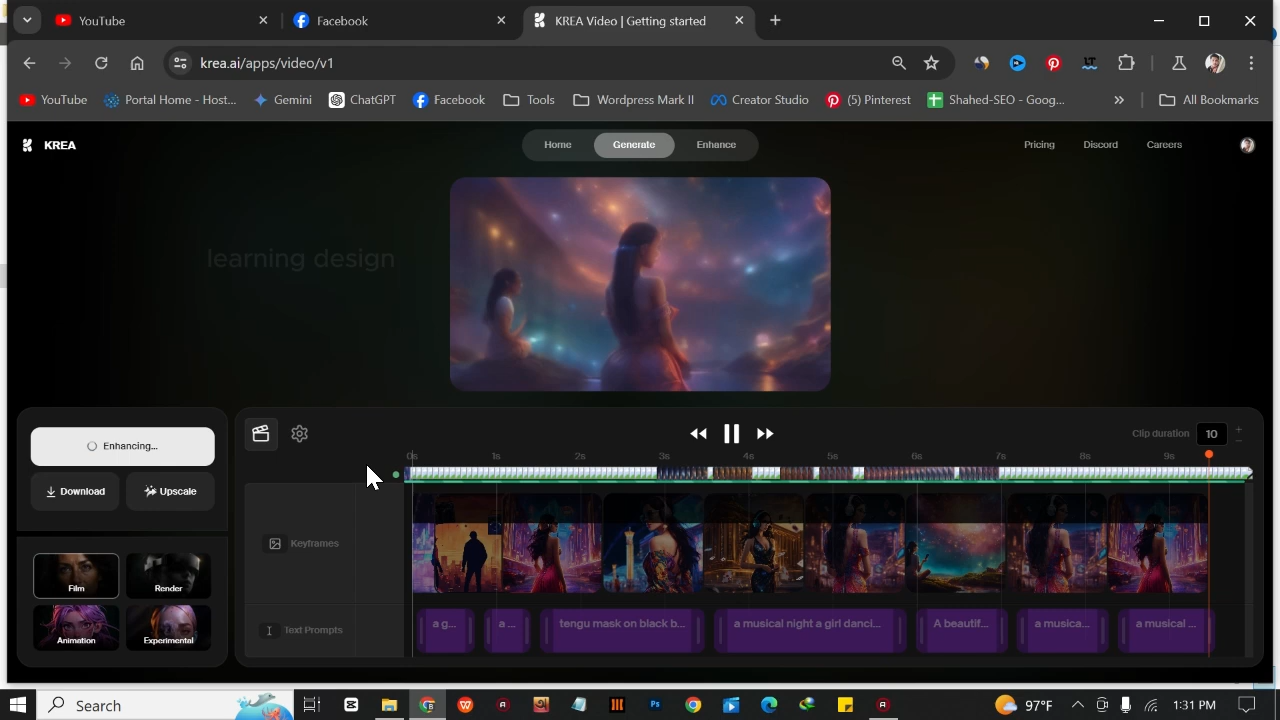 YouTube
Facebook
KREA Video | Getting started
krea.ai/apps/video/v1
YouTube
Portal Home - Host...
Gemini
ChatGPT
Facebook
Tools
Wordpress Mark II
Creator Studio
(5) Pinterest
Shahed-SEO - Goog...
All Bookmarks
KREA
Home
Generate
Enhance
Pricing
Discord
Careers
learning design
Enhancing...
Download
Upscale
Film
Render
Animation
Experimental
Clip duration
10
0s
1s
2s
3s
4s
5s
6s
7s
8s
9s
Keyframes
Text Prompts
a g...
a ...
tengu mask on black b...
a musical night a girl danci...
A beautif...
a musica...
a musical ...
Search
97°F
1:31 PM